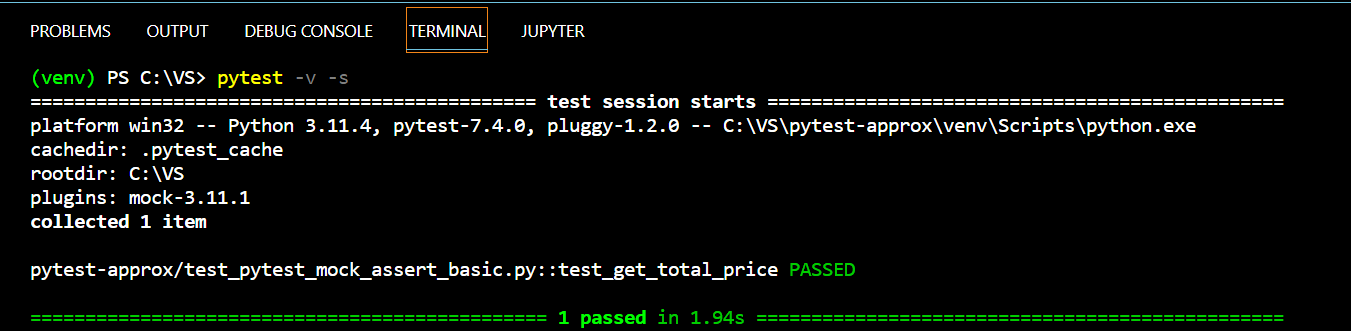 PROBLEMS OUTPUT DEBUG CONSOLE TERMINAL JUPYTER
(venv) PS C:\VS> pytest -v -s
============================================== test session starts ===============================================
platform win32 -- Python 3.11.4, pytest-7.4.0, pluggy-1.2.0 -- C:\VS\pytest-approx\venv\Scripts\python.exe
cachedir: .pytest_cache
rootdir: C:\VS
plugins: mock-3.11.1
collected 1 item
pytest-approx/test_pytest_mock_assert_basic.py::test_get_total_price PASSED
=============================================== 1 passed in 1.94s ================================================